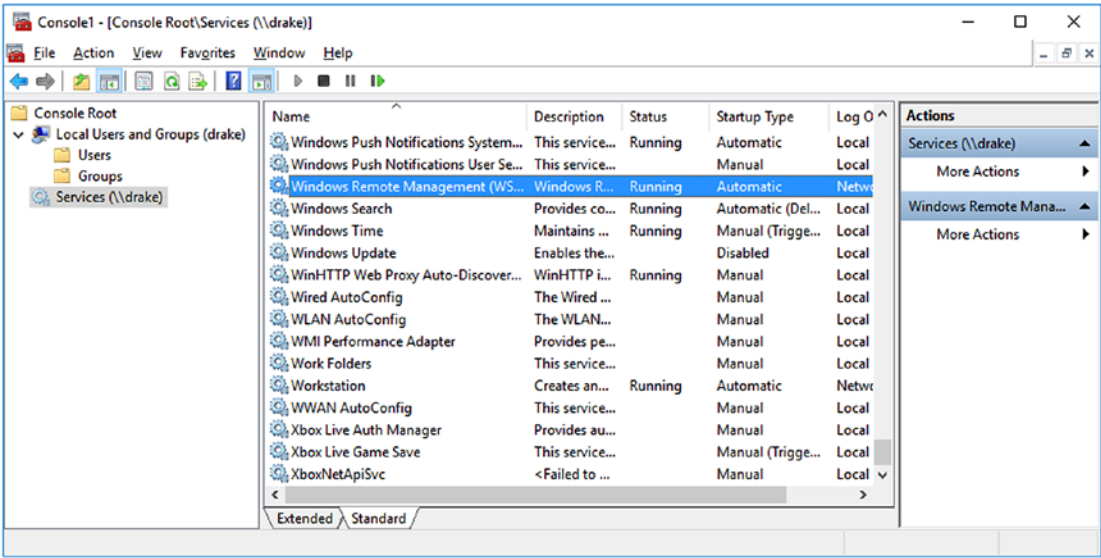 Console1 - [Console Root\Services (\\drake)]
File Action View Favorites Window Help
Console Root
Local Users and Groups (drake)
Users
Groups
Services (\\drake)
Name Description Status Startup Type Log O
Windows Push Notifications System... This service... Running Automatic Local
Windows Push Notifications User Se... This service... Manual Local
Windows Remote Management (WS... Windows R... Running Automatic Netwo
Windows Search Provides co... Running Automatic (Del... Local
Windows Time Maintains ... Running Manual (Trigge... Local
Windows Update Enables the... Disabled Local
WinHTTP Web Proxy Auto-Discover... WinHTTP i... Running Manual Local
Wired AutoConfig The Wired ... Manual Local
WLAN AutoConfig The WLAN... Manual Local
WMI Performance Adapter Provides pe... Manual Local
Work Folders This service... Manual Local
Workstation Creates an... Running Automatic Netwo
WWAN AutoConfig This service... Manual Local
Xbox Live Auth Manager Provides au... Manual Local
Xbox Live Game Save This service... Manual (Trigge... Local
XboxNetApiSvc <Failed to ... Manual Local
Extended Standard
Actions
Services (\\drake)
More Actions
Windows Remote Mana...
More Actions